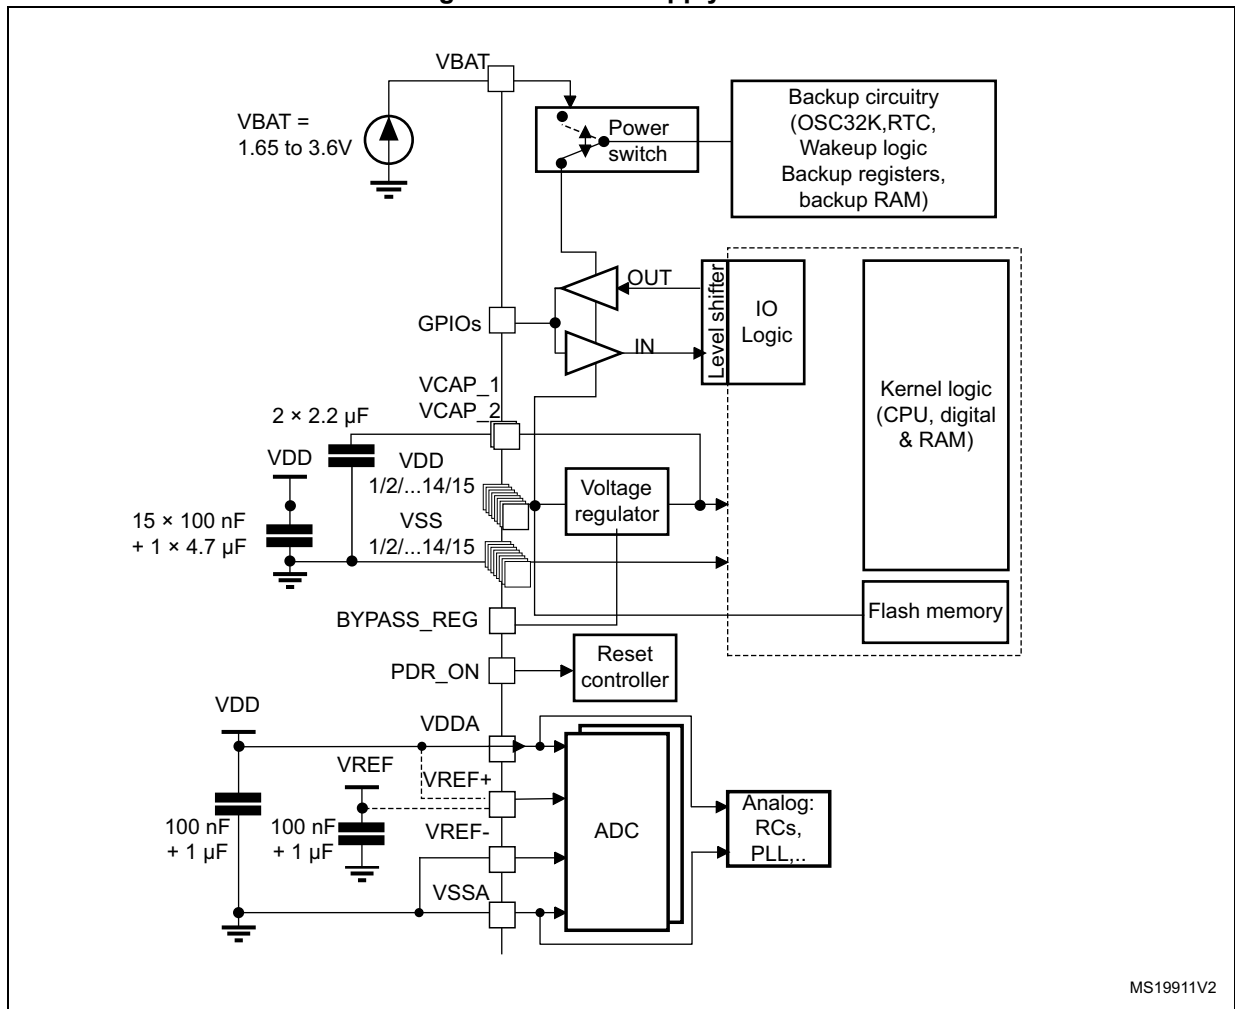 VBAT
VBAT =
1.65 to 3.6V
Power
switch
Backup circuitry
(OSC32K,RTC,
Wakeup logic
Backup registers,
backup RAM)
OUT
Level shifter
IO
Logic
GPIOs
IN
Kernel logic
(CPU, digital
& RAM)
VCAP_1
VCAP_2
2 × 2.2 µF
VDD
VDD
1/2/...14/15
Voltage
regulator
15 × 100 nF
+ 1 × 4.7 µF
VSS
1/2/...14/15
Flash memory
BYPASS_REG
PDR_ON
Reset
controller
VDD
VDDA
VREF
VREF+
100 nF
+ 1 µF
100 nF
+ 1 µF
VREF-
ADC
Analog:
RCs,
PLL,..
VSSA
MS19911V2